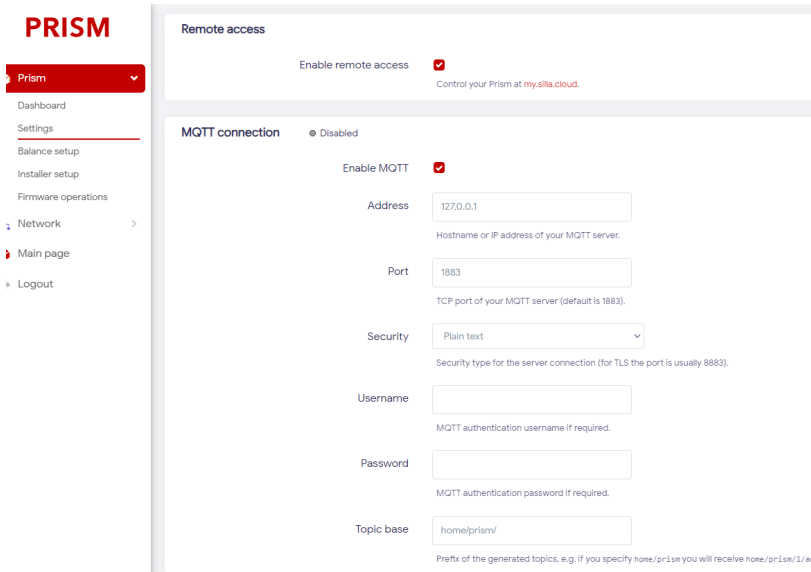 PRISM
Prism
Dashboard
Settings
Balance setup
Installer setup
Firmware operations
Network
Main page
Logout
Remote access
Enable remote access
Control your Prism at my.silla.cloud.
MQTT connection Disabled
Enable MQTT
Address 127.0.0.1
Hostname or IP address of your MQTT server.
Port 1883
TCP port of your MQTT server (default is 1883).
Security Plain text
Security type for the server connection (for TLS the port is usually 8883).
Username
MQTT authentication username if required.
Password
MQTT authentication password if required.
Topic base home/prism/
Prefix of the generated topics, e.g. if you specify home/prism you will receive home/prism/1/